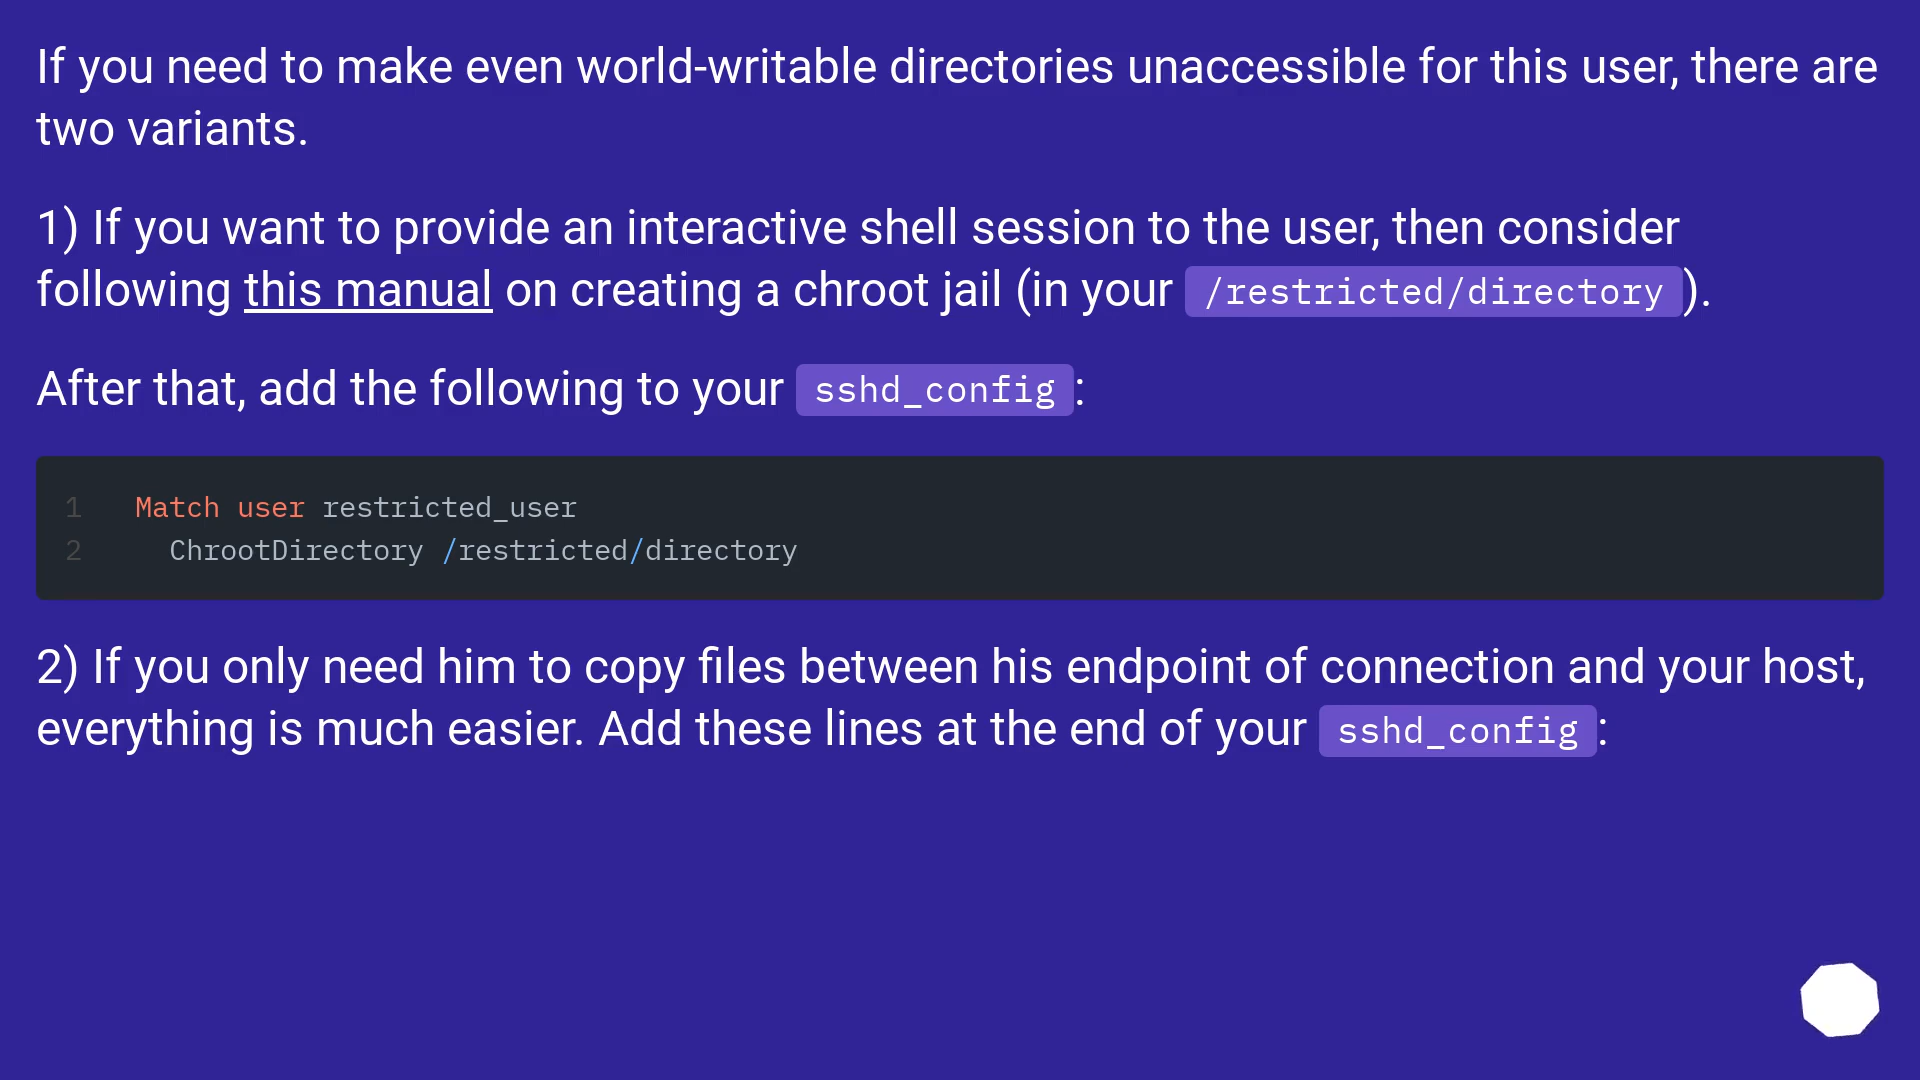 If you need to make even world-writable directories unaccessible for this user, there are
two variants.
1) If you want to provide an interactive shell session to the user, then consider
following this manual on creating a chroot jail (in your /restricted/directory ).
After that, add the following to your sshd_config :
1 Match user restricted_user
2 ChrootDirectory /restricted/directory
2) If you only need him to copy files between his endpoint of connection and your host,
everything is much easier. Add these lines at the end of your sshd_config :